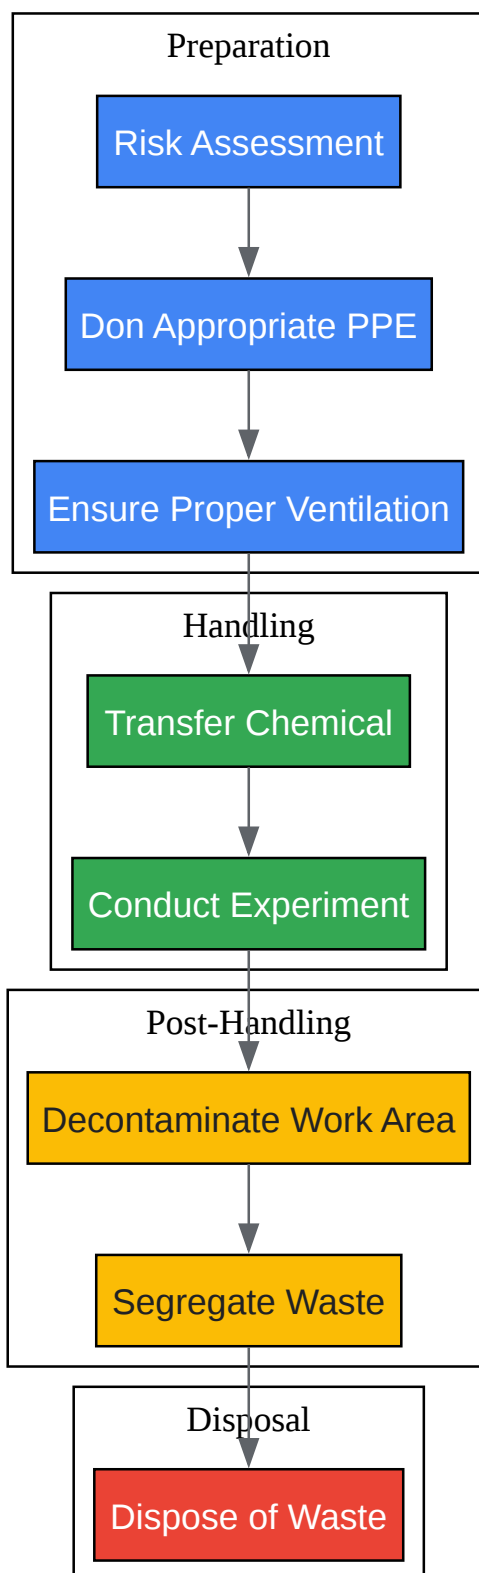 Preparation
Risk Assessment
Don Appropriate PPE
Ensure Proper Ventilation
Handling
Transfer Chemical
Conduct Experiment
Post-Handling
Decontaminate Work Area
Segregate Waste
Disposal
Dispose of Waste